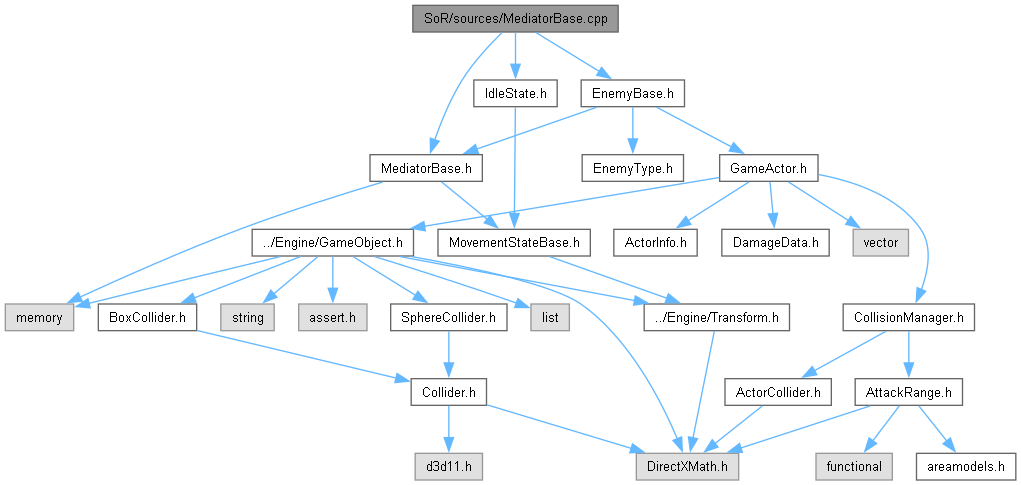 SoR/sources/MediatorBase.cpp
IdleState.h
EnemyBase.h
MediatorBase.h
EnemyType.h
GameActor.h
../Engine/GameObject.h
MovementStateBase.h
ActorInfo.h
DamageData.h
vector
memory
BoxCollider.h
string
assert.h
SphereCollider.h
list
../Engine/Transform.h
CollisionManager.h
Collider.h
ActorCollider.h
AttackRange.h
d3d11.h
DirectXMath.h
functional
areamodels.h